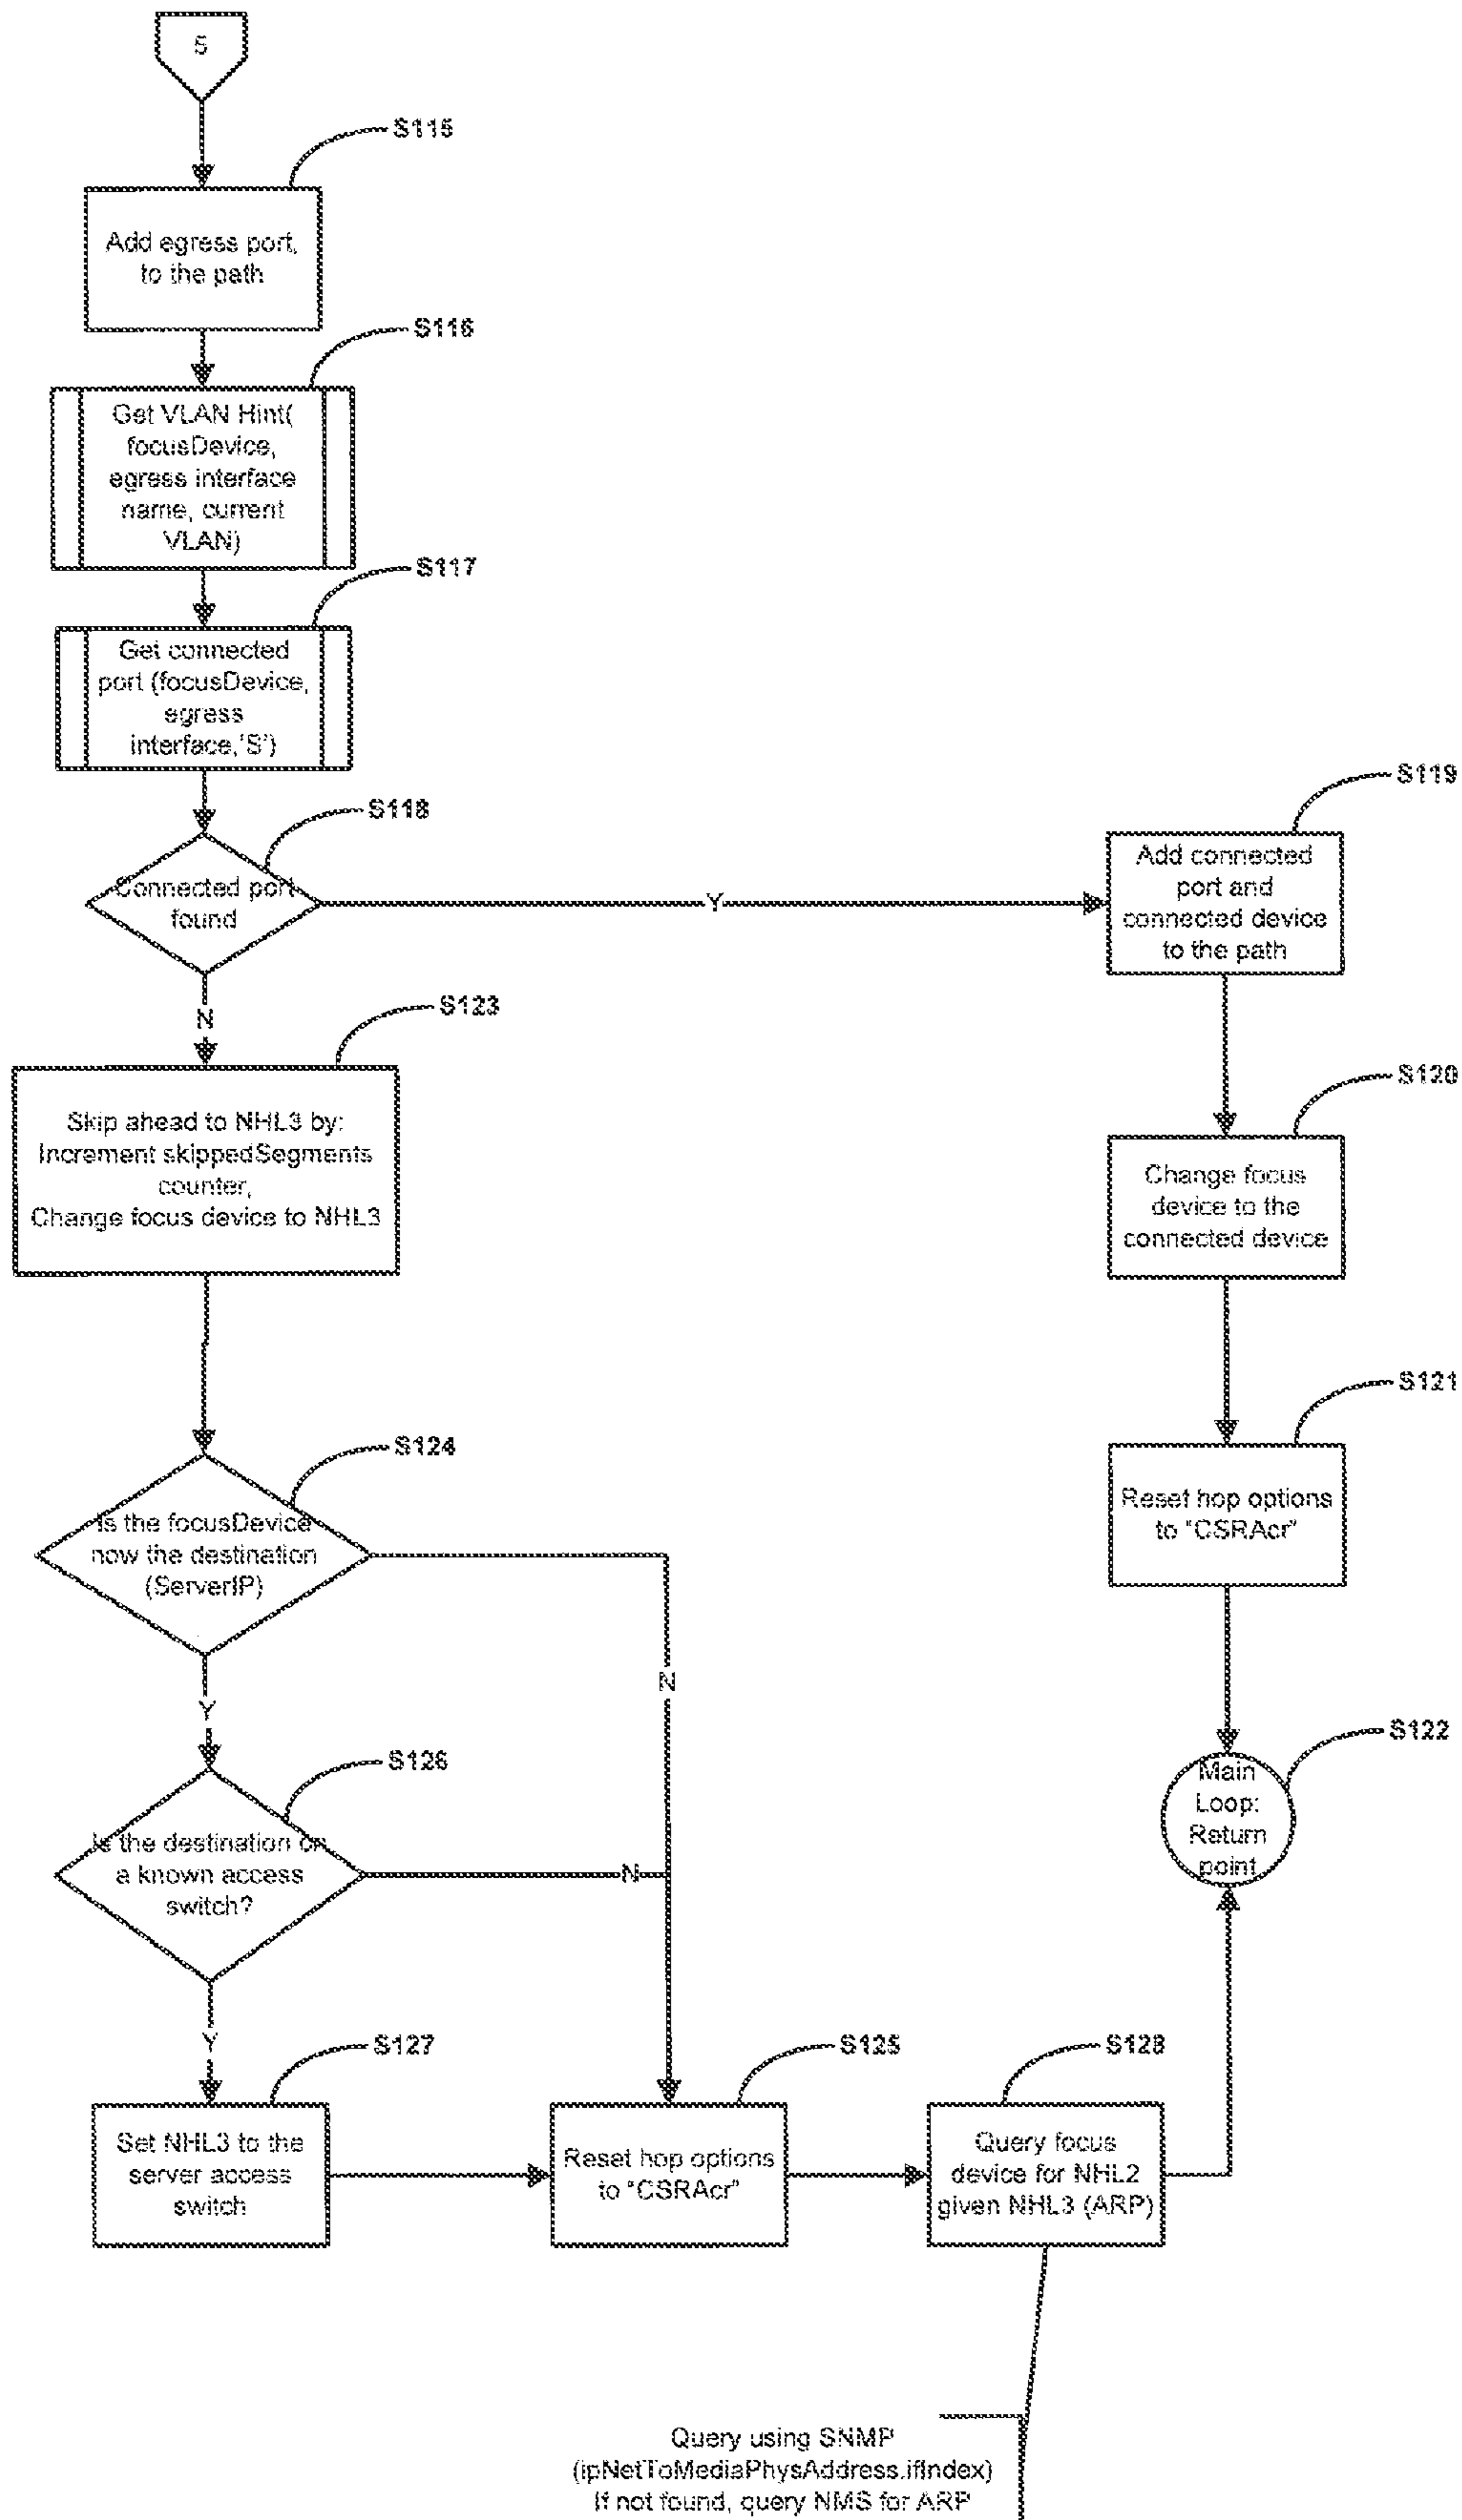 5
S115
Add egress port,
to the path
S116
Get VLAN Hint(
focusDevice,
egress interface
name, current
VLAN)
S117
Get connected
port (focusDevice,
egress
interface,'S')
S118
Connected port
found
Y
N
S119
Add connected
port and
connected device
to the path
S120
Change focus
device to the
connected device
S121
Reset hop options
to "CSRAcr"
S122
Main
Loop:
Return
point
S123
Skip ahead to NHL3 by:
Increment skippedSegments
counter,
Change focus device to NHL3
S124
Is the focusDevice
now the destination
(ServerIP)
N
Y
S126
Is the destination on
a known access
switch?
N
Y
S127
Set NHL3 to the
server access
switch
S125
Reset hop options
to "CSRAcr"
S128
Query focus
device for NHL2
given NHL3 (ARP)
Query using SNMP
(ipNetToMediaPhysAddress.ifIndex)
If not found, query NMS for ARP